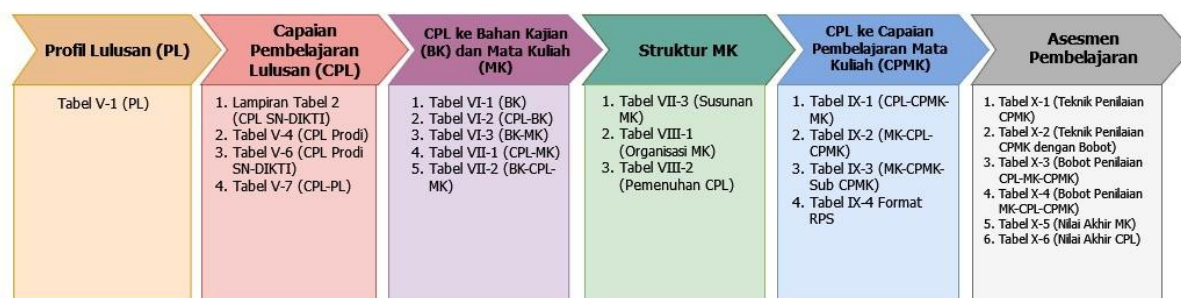 Profil Lulusan (PL)
Tabel V-1 (PL)
Capaian
Pembelajaran
Lulusan (CPL)
1. Lampiran Tabel 2
(CPL SN-DIKTI)
2. Tabel V-4 (CPL Prodi)
3. Tabel V-6 (CPL Prodi
SN-DIKTI)
4. Tabel V-7 (CPL-PL)
CPL ke Bahan Kajian
(BK) dan Mata Kuliah
(MK)
1. Tabel VI-1 (BK)
2. Tabel VI-2 (CPL-BK)
3. Tabel VI-3 (BK-MK)
4. Tabel VII-1 (CPL-MK)
5. Tabel VII-2 (BK-CPL-
MK)
Struktur MK
1. Tabel VII-3 (Susunan
MK)
2. Tabel VIII-1
(Organisasi MK)
3. Tabel VIII-2
(Pemenuhan CPL)
CPL ke Capaian
Pembelajaran Mata
Kuliah (CPMK)
1. Tabel IX-1 (CPL-CPMK-
MK)
2. Tabel IX-2 (MK-CPL-
CPMK)
3. Tabel IX-3 (MK-CPMK-
Sub CPMK)
4. Tabel IX-4 Format
RPS
Asesmen
Pembelajaran
1. Tabel X-1 (Teknik Penilaian
CPMK)
2. Tabel X-2 (Teknik Penilaian
CPMK dengan Bobot)
3. Tabel X-3 (Bobot Penilaian
CPL-MK-CPMK)
4. Tabel X-4 (Bobot Penilaian
MK-CPL-CPMK)
5. Tabel X-5 (Nilai Akhir MK)
6. Tabel X-6 (Nilai Akhir CPL)